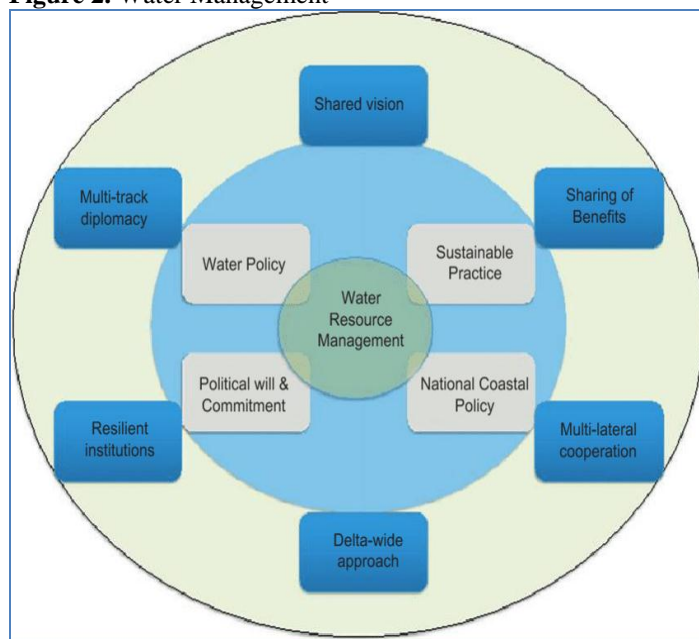 Figure 2. Water Management
Shared vision
Multi-track
diplomacy
Sharing of
Benefits
Water Policy
Sustainable
Practice
Water
Resource
Management
Political will &
Commitment
National Coastal
Policy
Resilient
institutions
Multi-lateral
cooperation
Delta-wide
approach